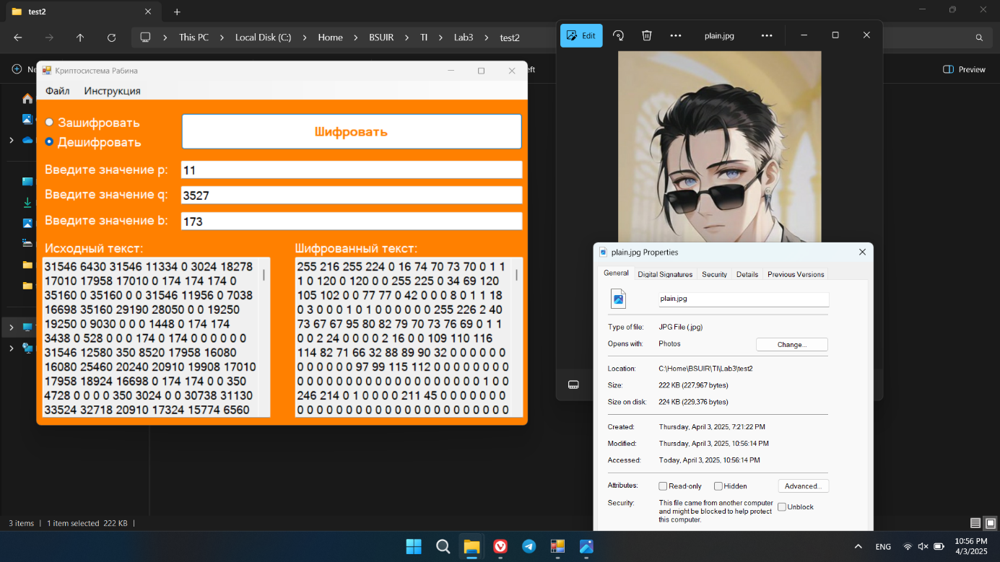 test2
This PC > Local Disk (C:) > Home > BSUIR > TI > Lab3 > test2
Preview
Криптосистема Рабина
Файл Инструкция
Зашифровать
Дешифровать
Шифровать
Введите значение p: 11
Введите значение q: 3527
Введите значение b: 173
Исходный текст:
31546 6430 31546 11334 0 3024 18278
17010 17958 17010 0 174 174 174 0
35160 0 35160 0 0 31546 11956 0 7038
16698 35160 29190 28050 0 0 19250
19250 0 9030 0 0 0 1448 0 174 174
3438 0 528 0 0 0 174 0 174 0 0 0 0 0 0
31546 12580 350 8520 17958 16080
16080 25460 20240 20910 19908 17010
17958 18924 16698 0 174 174 0 0 350
4728 0 0 0 0 350 3024 0 0 30738 31130
33524 32718 20910 17324 15774 6560
Шифрованный текст:
255 216 255 224 0 16 74 70 73 70 0 1 1
1 0 120 0 120 0 0 255 225 0 34 69 120
105 102 0 0 77 77 0 42 0 0 0 8 0 1 1 18
0 3 0 0 0 1 0 1 0 0 0 0 0 0 255 226 2 40
73 67 67 95 80 82 79 70 73 76 69 0 1 1
0 0 2 24 0 0 0 0 2 16 0 0 109 110 116
114 82 71 66 32 88 89 90 32 0 0 0 0 0 0
0 0 0 0 0 0 97 99 115 112 0 0 0 0 0 0 0 0
0 0 0 0 0 0 0 0 0 0 0 0 0 0 0 0 0 0 0 1 0 0
246 214 0 1 0 0 0 0 211 45 0 0 0 0 0 0 0
0 0 0 0 0 0 0 0 0 0 0 0 0 0 0 0 0 0 0 0 0 0
Edit
plain.jpg
plain.jpg Properties
General Digital Signatures Security Details Previous Versions
plain.jpg
Type of file: JPG File (.jpg)
Opens with: Photos
Change...
Location: C:\Home\BSUIR\TI\Lab3\test2
Size: 222 KB (227,967 bytes)
Size on disk: 224 KB (229,376 bytes)
Created: Thursday, April 3, 2025, 7:21:22 PM
Modified: Thursday, April 3, 2025, 10:56:14 PM
Accessed: Today, April 3, 2025, 10:56:14 PM
Attributes: Read-only Hidden Advanced...
Security: This file came from another computer
and might be blocked to help protect
this computer.
Unblock
3 items | 1 item selected 222 KB |
ENG
10:56 PM
4/3/2025